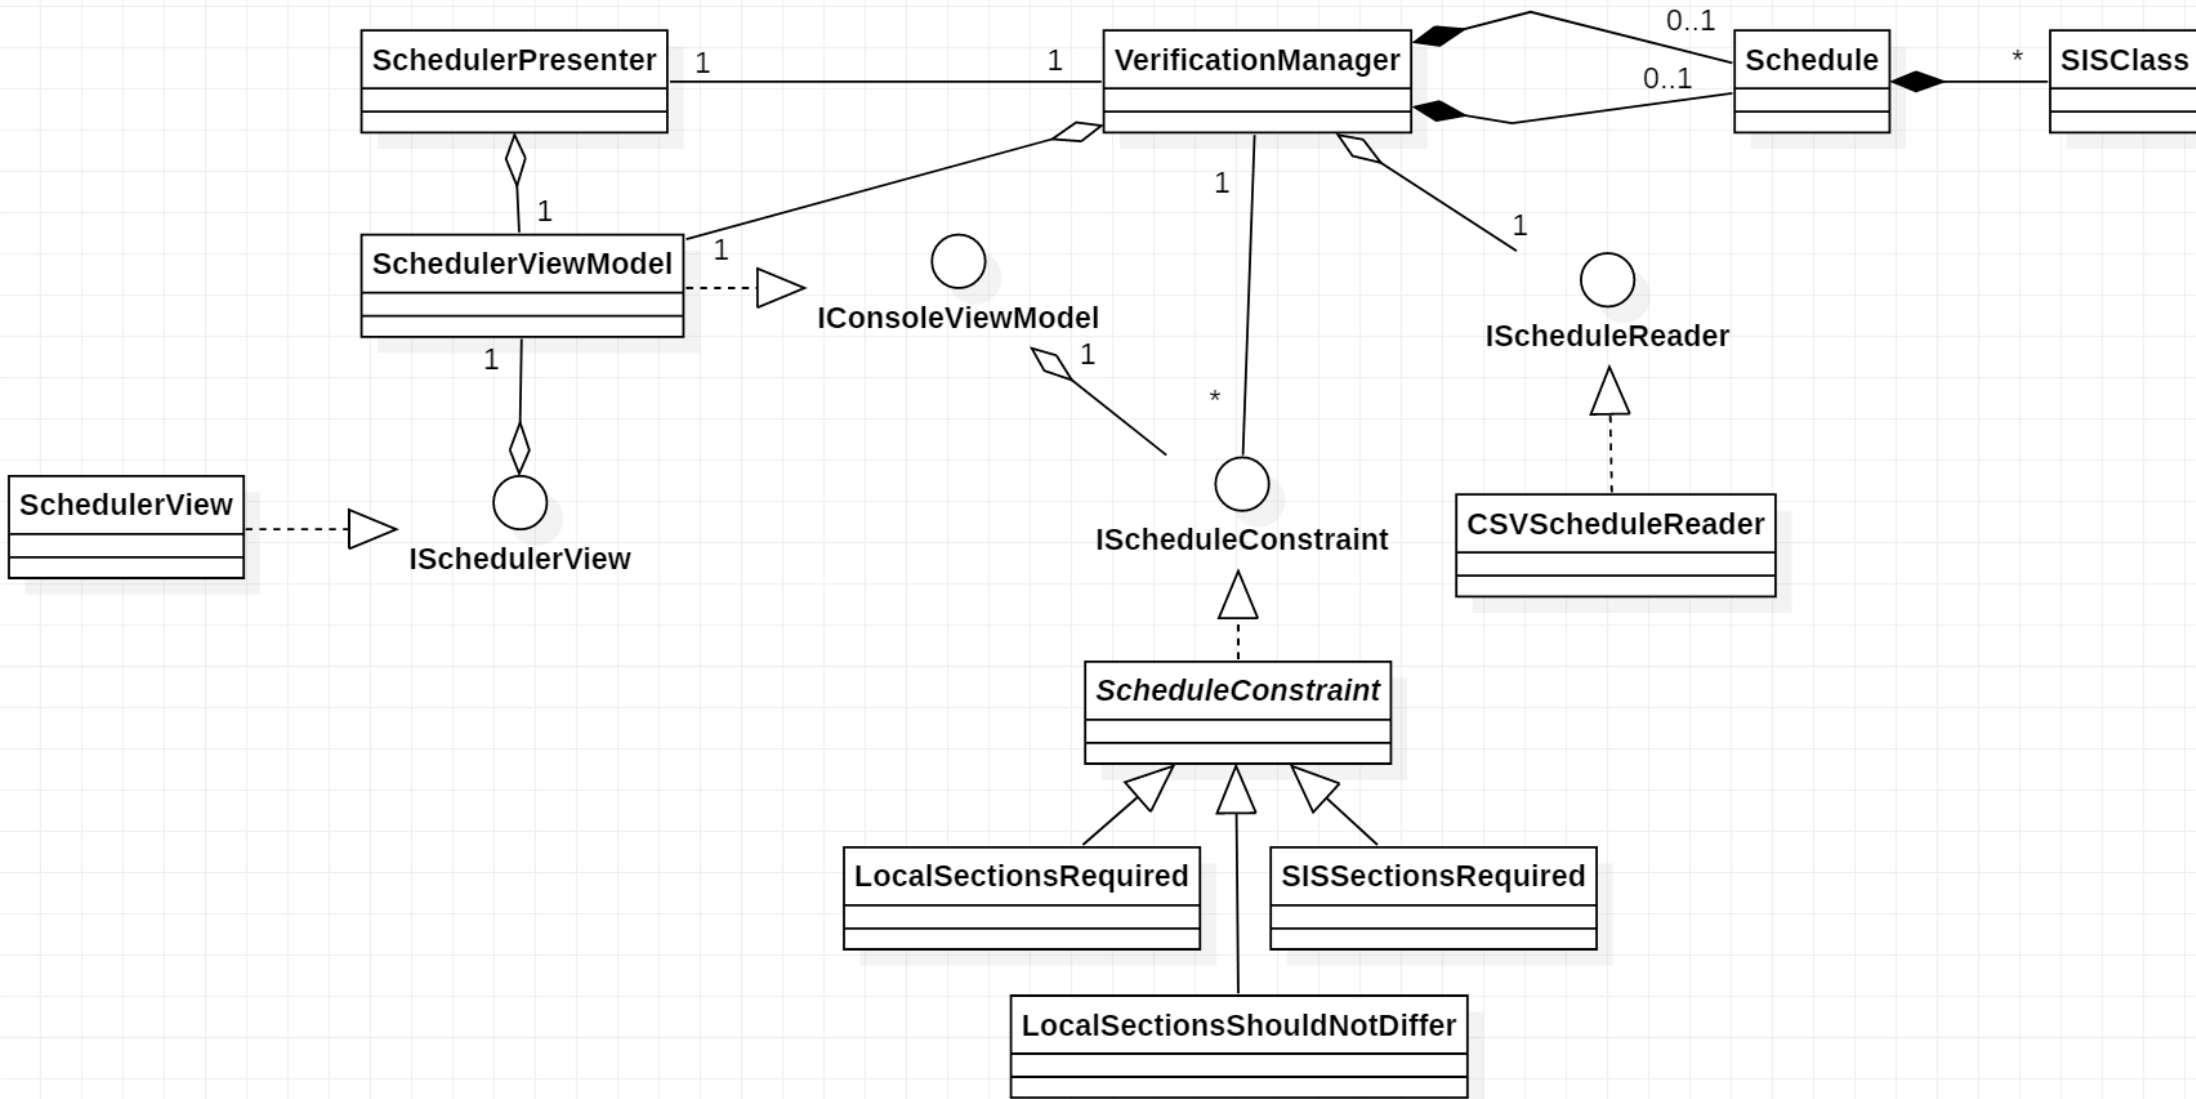 SchedulerPresenter
1
1
VerificationManager
0..1
0..1
Schedule
*
SISClass
1
SchedulerViewModel
1
1
IConsoleViewModel
1
1
1
IScheduleReader
*
SchedulerView
ISchedulerView
IScheduleConstraint
CSVScheduleReader
ScheduleConstraint
LocalSectionsRequired
SISSectionsRequired
LocalSectionsShouldNotDiffer